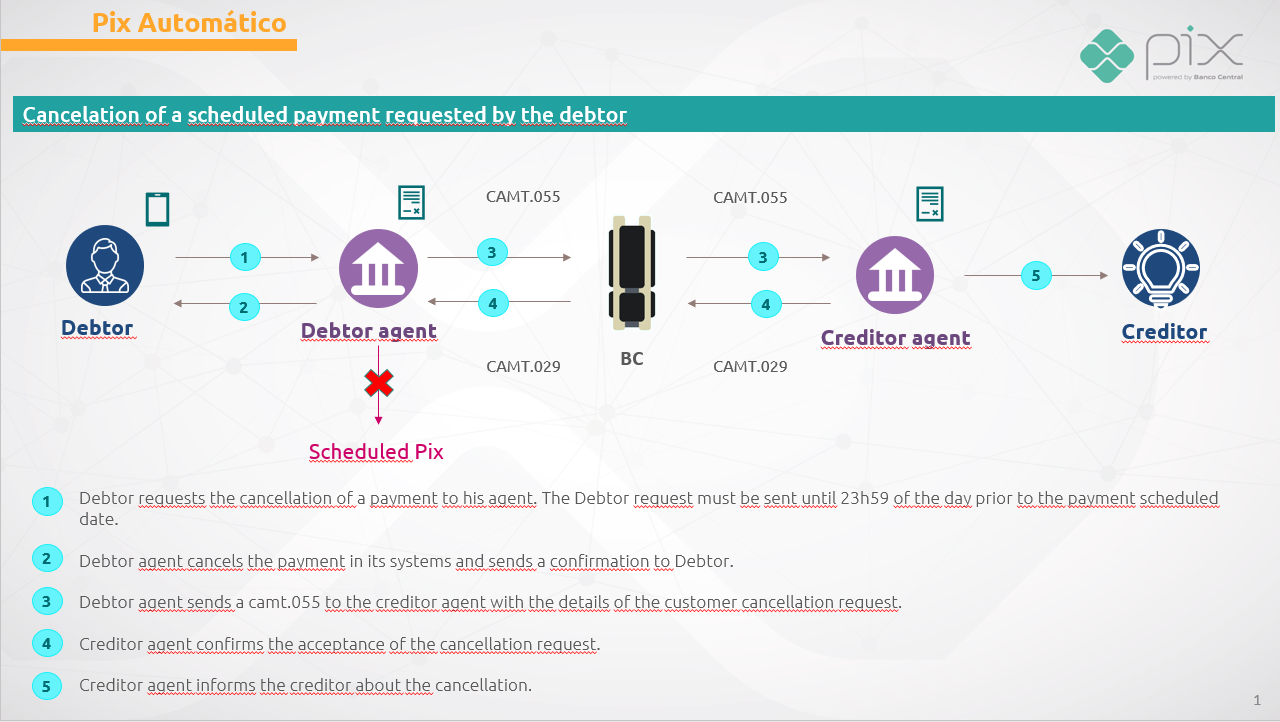 Pix Automático
pix
powered by Banco Central
Cancelation of a scheduled payment requested by the debtor
CAMT.055
CAMT.055
1
3
3
5
2
4
4
Debtor
Debtor agent
BC
Creditor agent
Creditor
CAMT.029
CAMT.029
Scheduled Pix
1 Debtor requests the cancellation of a payment to his agent. The Debtor request must be sent until 23h59 of the day prior to the payment scheduled
date.
2 Debtor agent cancels the payment in its systems and sends a confirmation to Debtor.
3 Debtor agent sends a camt.055 to the creditor agent with the details of the customer cancellation request.
4 Creditor agent confirms the acceptance of the cancellation request.
5 Creditor agent informs the creditor about the cancellation.
1